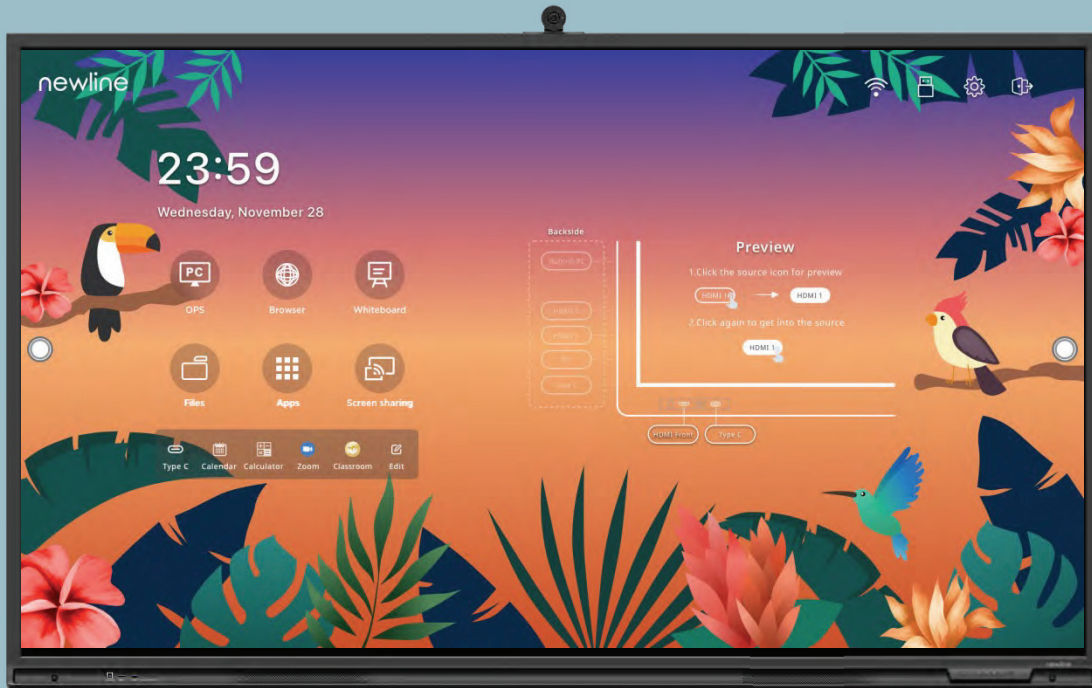 newline
23:59
Wednesday, November 28
PC
OPS
Browser
Whiteboard
Files
Apps
Screen sharing
Type C
Calendar
Calculator
Zoom
Classroom
Edit
Backside
Preview
1.Click the source icon for preview
HDMI 1
HDMI 1
2.Click again to get into the source
HDMI 1
HDMI Front
Type C
newline